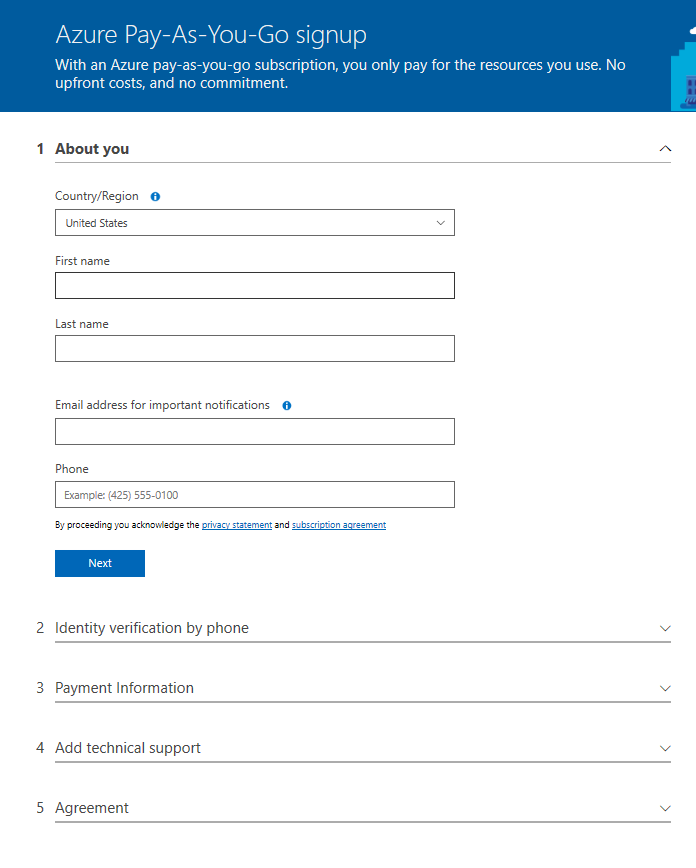 Azure Pay-As-You-Go signup
With an Azure pay-as-you-go subscription, you only pay for the resources you use. No
upfront costs, and no commitment.
1 About you
Country/Region
United States
First name
Last name
Email address for important notifications
Phone
Example: (425) 555-0100
By proceeding you acknowledge the privacy statement and subscription agreement
Next
2 Identity verification by phone
3 Payment Information
4 Add technical support
5 Agreement